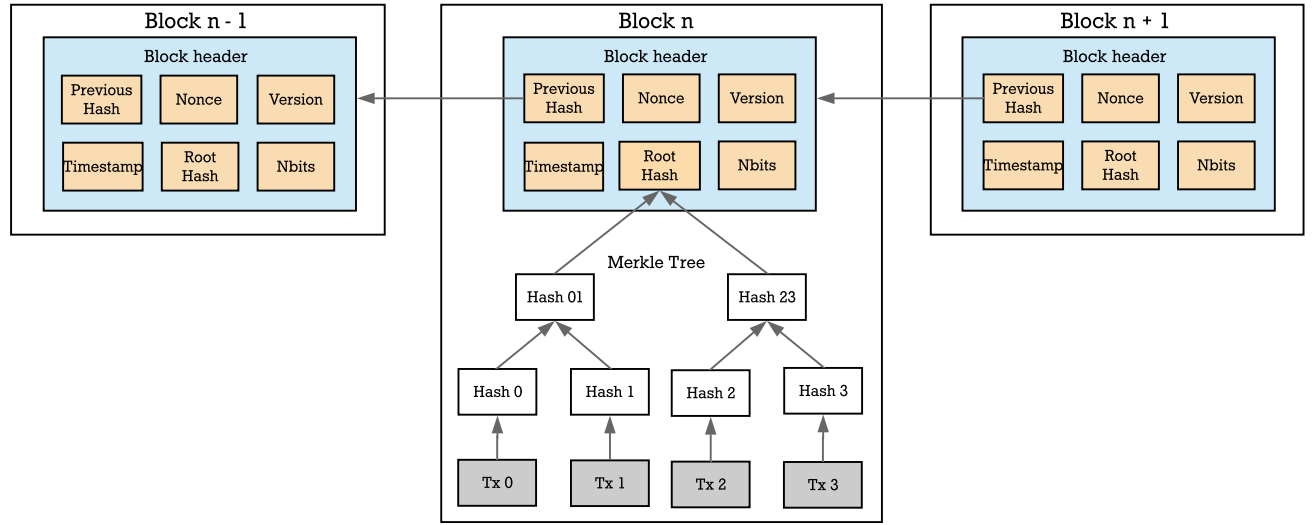 Block n - 1
Block header
Previous
Hash
Nonce
Version
Timestamp
Root
Hash
Nbits
Block n
Block header
Previous
Hash
Nonce
Version
Timestamp
Root
Hash
Nbits
Merkle Tree
Hash 01
Hash 23
Hash 0
Hash 1
Hash 2
Hash 3
Tx 0
Tx 1
Tx 2
Tx 3
Block n + 1
Block header
Previous
Hash
Nonce
Version
Timestamp
Root
Hash
Nbits